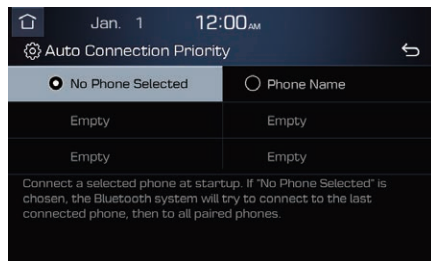 Jan. 1 12:00 AM
Auto Connection Priority
No Phone Selected Phone Name
Empty Empty
Empty Empty
Connect a selected phone at startup. If "No Phone Selected" is
chosen, the Bluetooth system will try to connect to the last
connected phone, then to all paired phones.